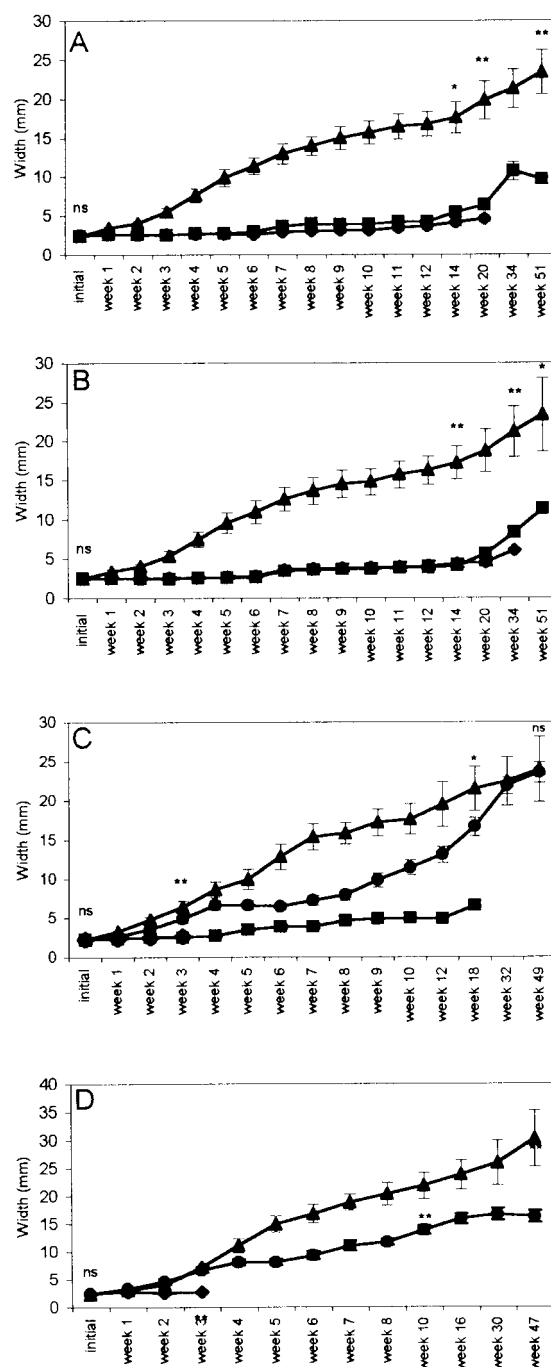 A
Width (mm)
30
25
20
15
10
5
0
ns
*
**
**
initial
week 1
week 2
week 3
week 4
week 5
week 6
week 7
week 8
week 9
week 10
week 11
week 12
week 14
week 20
week 34
week 51
B
Width (mm)
30
25
20
15
10
5
0
ns
**
**
*
initial
week 1
week 2
week 3
week 4
week 5
week 6
week 7
week 8
week 9
week 10
week 11
week 12
week 14
week 20
week 34
week 51
C
Width (mm)
30
25
20
15
10
5
0
ns
**
*
ns
initial
week 1
week 2
week 3
week 4
week 5
week 6
week 7
week 8
week 9
week 10
week 12
week 18
week 32
week 49
D
Width (mm)
40
35
30
25
20
15
10
5
0
ns
**
**
initial
week 1
week 2
week
week 4
week 5
week 6
week 7
week 8
week 10
week 16
week 30
week 47